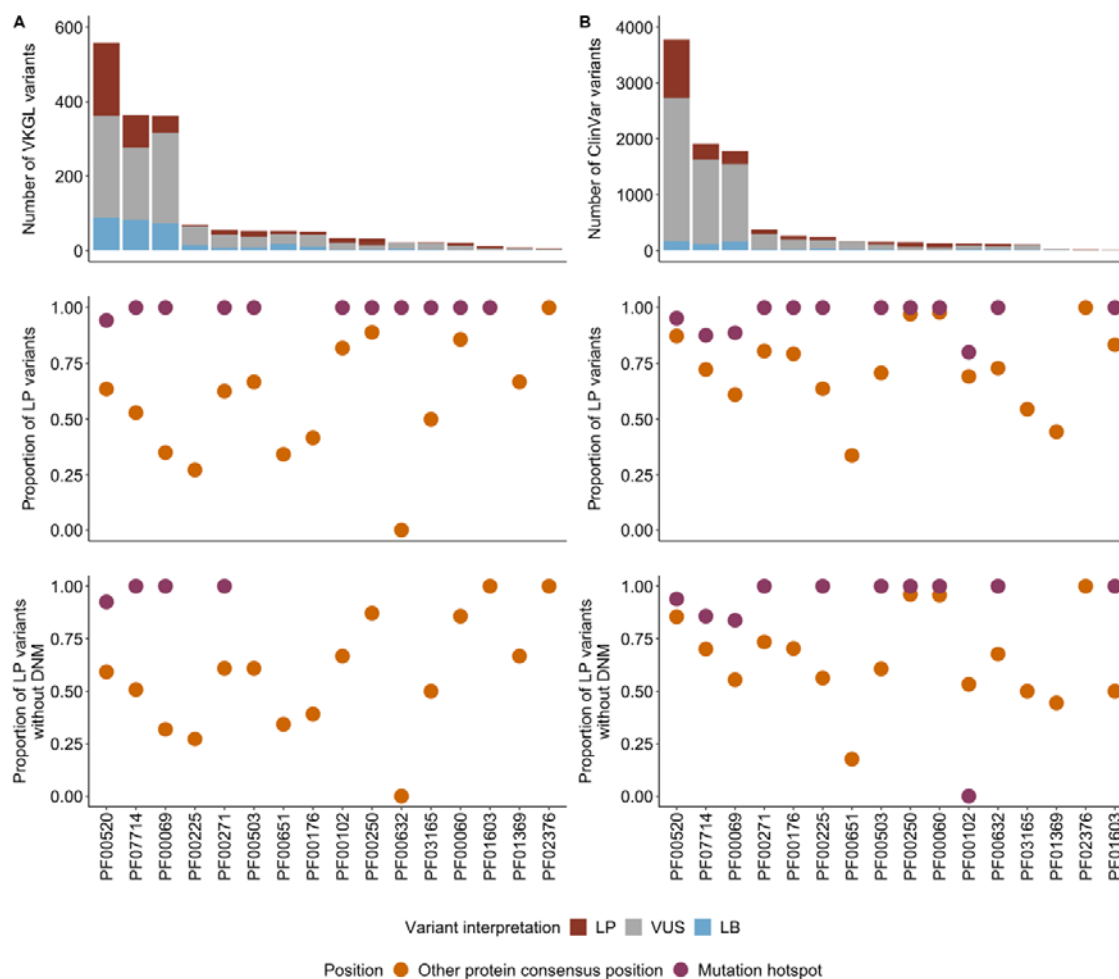 A
B
Number of VKGL variants
600
400
200
0
Number of ClinVar variants
4000
3000
2000
1000
0
Proportion of LP variants
1.00
0.75
0.50
0.25
0.00
Proportion of LP variants
1.00
0.75
0.50
0.25
0.00
Proportion of LP variants
without DNM
1.00
0.75
0.50
0.25
0.00
Proportion of LP variants
without DNM
1.00
0.75
0.50
0.25
0.00
PF00520
PF07714
PF00069
PF00225
PF00271
PF00503
PF00651
PF00176
PF00102
PF00250
PF00632
PF03165
PF00060
PF01603
PF01369
PF02376
PF00520
PF07714
PF00069
PF00271
PF00176
PF00225
PF00651
PF00503
PF00250
PF00060
PF00102
PF00632
PF03165
PF01369
PF02376
PF01603
Variant interpretation LP VUS LB
Position Other protein consensus position Mutation hotspot